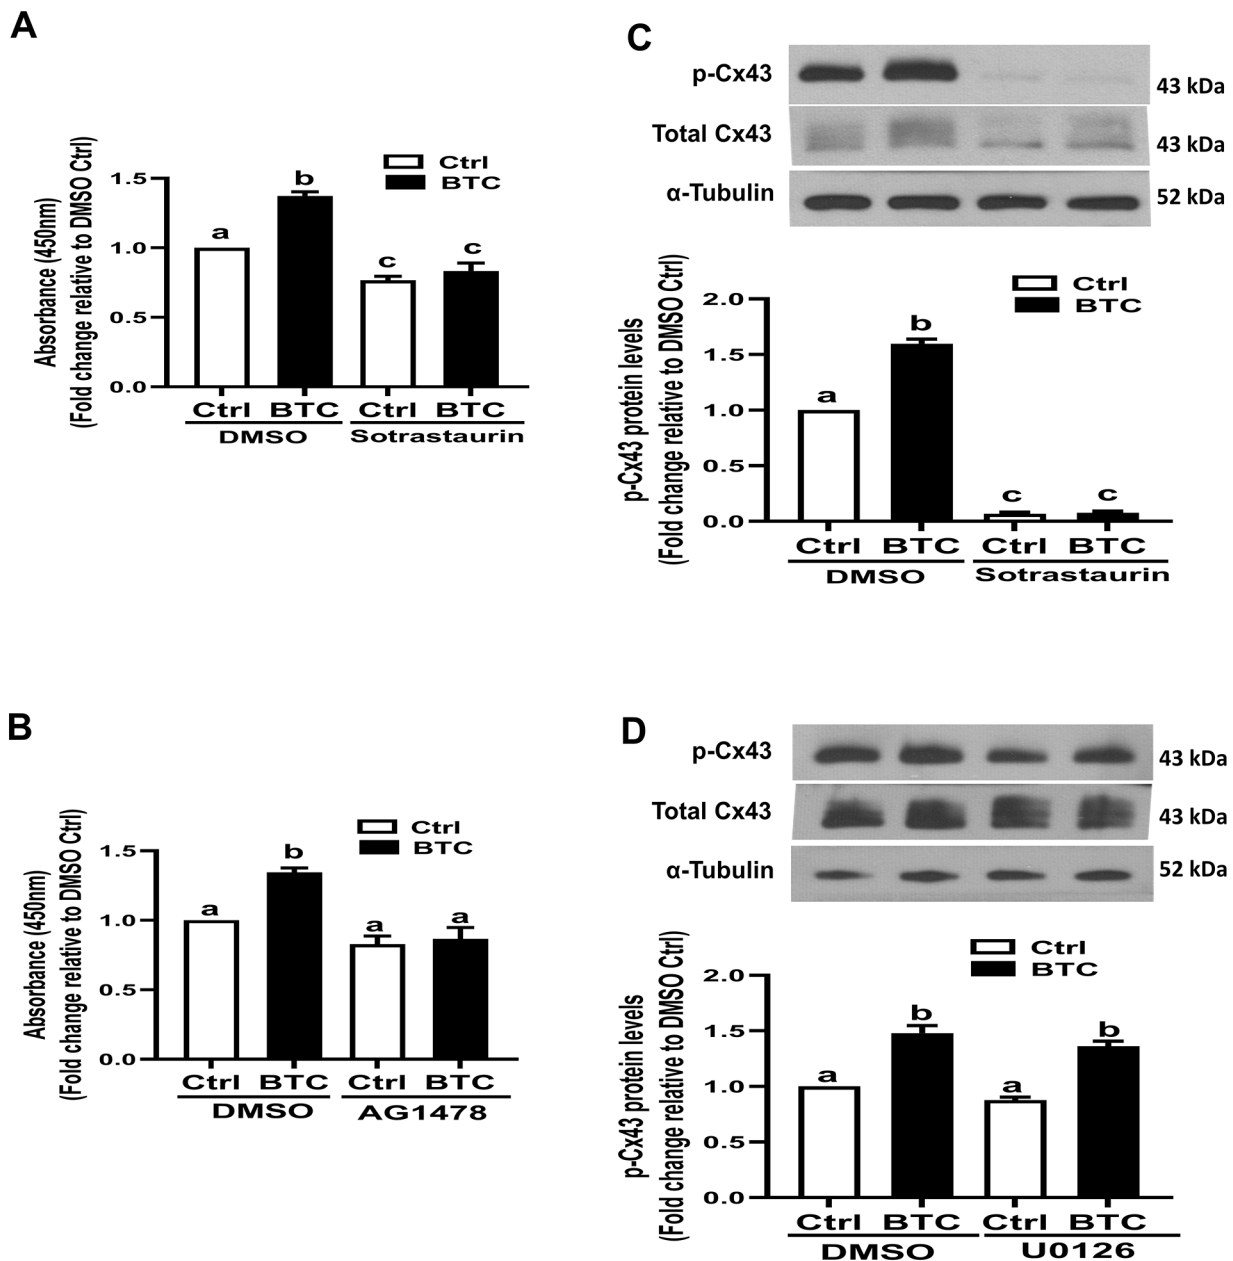 A
Absorbance (450nm)
(Fold change relative to DMSO Ctrl)
Ctrl
BTC
1.5
1.0
0.5
0.0
a
b
c
c
Ctrl BTC Ctrl BTC
DMSO Sotrastaurin
C
p-Cx43 43 kDa
Total Cx43 43 kDa
α-Tubulin 52 kDa
p-Cx43 protein levels
(Fold change relative to DMSO Ctrl)
Ctrl
BTC
2.0
1.5
1.0
0.5
0.0
a
b
c
c
Ctrl BTC Ctrl BTC
DMSO Sotrastaurin
B
Absorbance (450nm)
(Fold change relative to DMSO Ctrl)
Ctrl
BTC
1.5
1.0
0.5
0.0
a
b
a
a
Ctrl BTC Ctrl BTC
DMSO AG1478
D
p-Cx43 43 kDa
Total Cx43 43 kDa
α-Tubulin 52 kDa
p-Cx43 protein levels
(Fold change relative to DMSO Ctrl)
Ctrl
BTC
2.0
1.5
1.0
0.5
0.0
a
b
a
b
Ctrl BTC Ctrl BTC
DMSO U0126